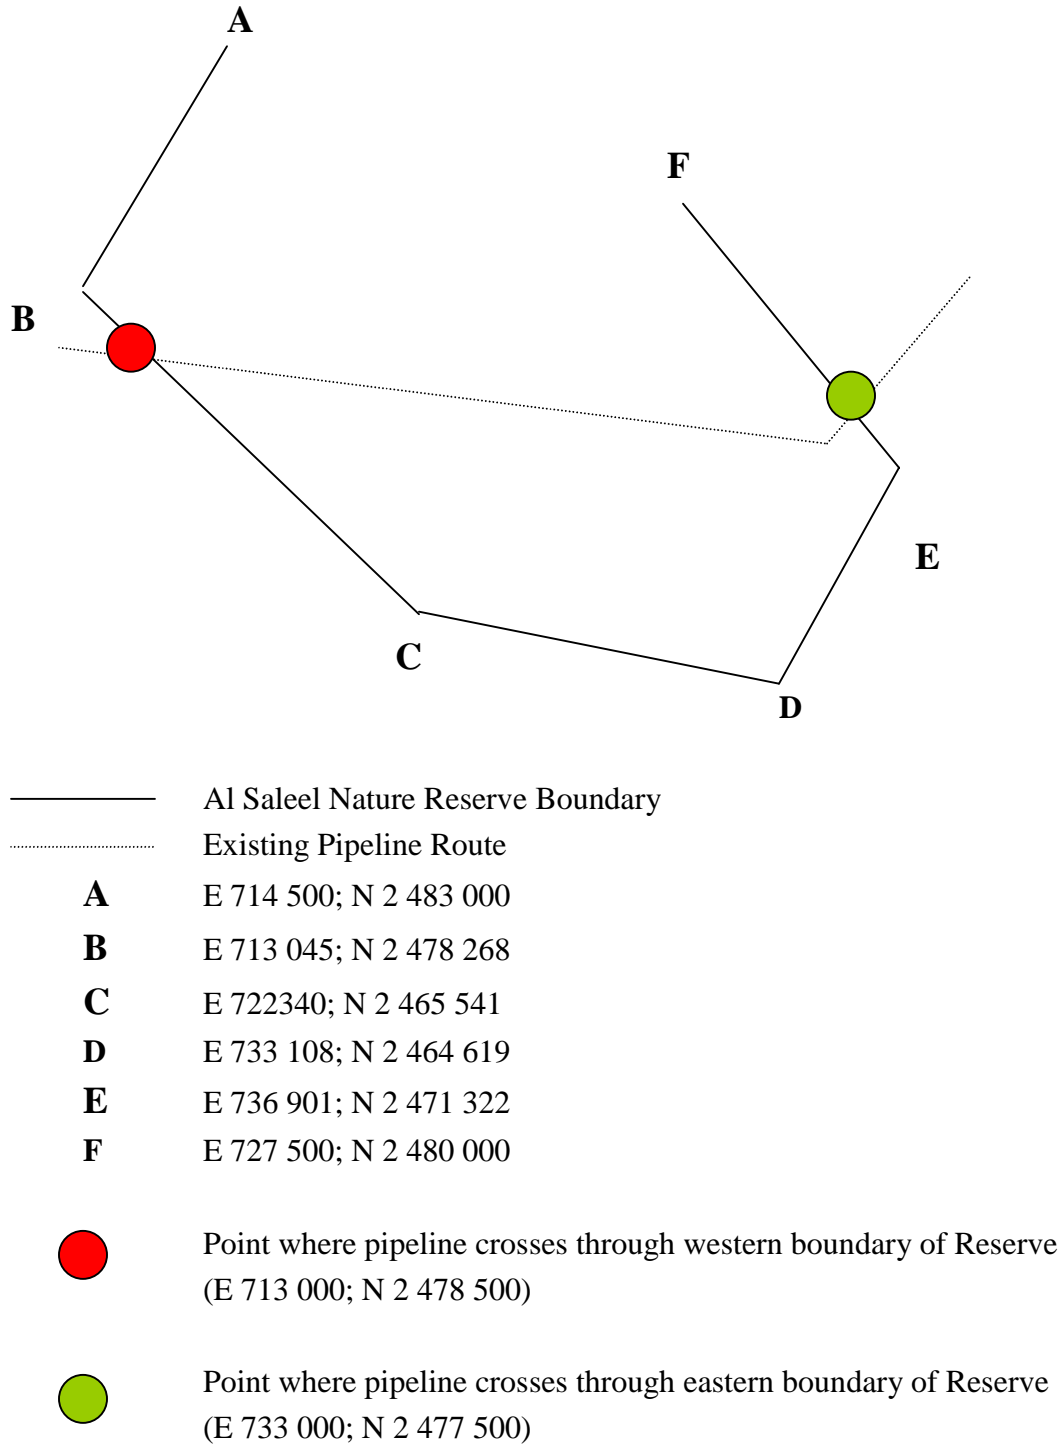 A
F
B
E
C
D
Al Saleel Nature Reserve Boundary
Existing Pipeline Route
A E 714 500; N 2 483 000
B E 713 045; N 2 478 268
C E 722340; N 2 465 541
D E 733 108; N 2 464 619
E E 736 901; N 2 471 322
F E 727 500; N 2 480 000
Point where pipeline crosses through western boundary of Reserve
(E 713 000; N 2 478 500)
Point where pipeline crosses through eastern boundary of Reserve
(E 733 000; N 2 477 500)